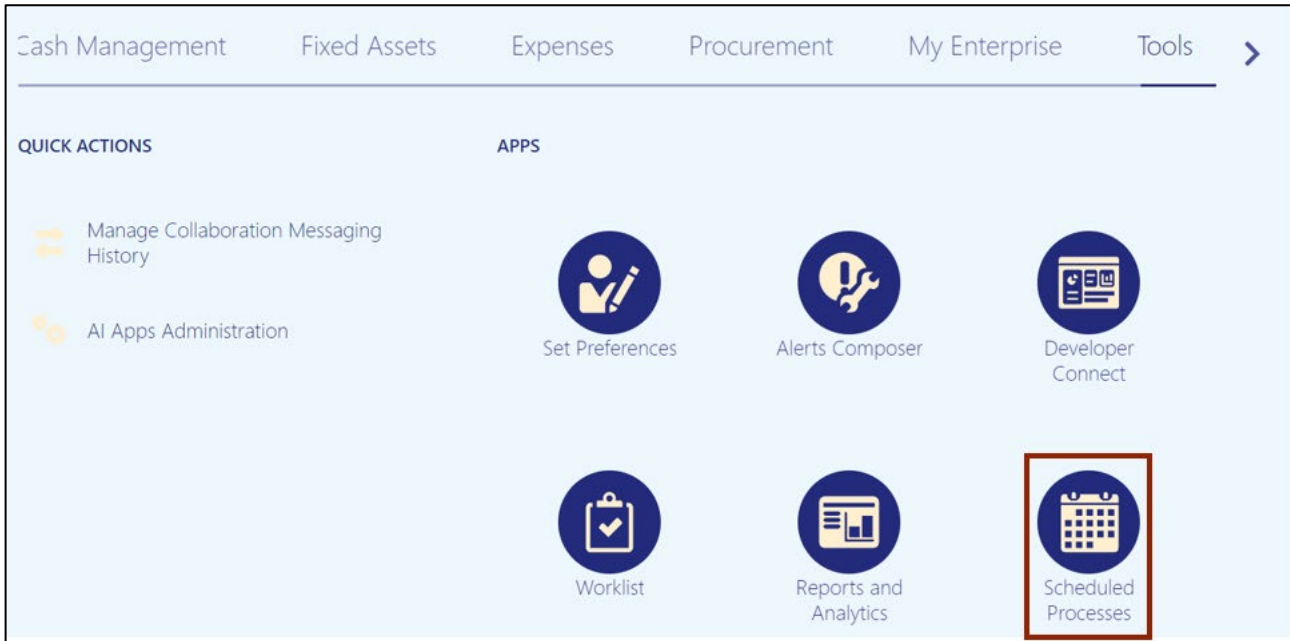 Cash Management Fixed Assets Expenses Procurement My Enterprise Tools
QUICK ACTIONS
APPS
Manage Collaboration Messaging
History
AI Apps Administration
Set Preferences
Alerts Composer
Developer
Connect
Worklist
Reports and
Analytics
Scheduled
Processes